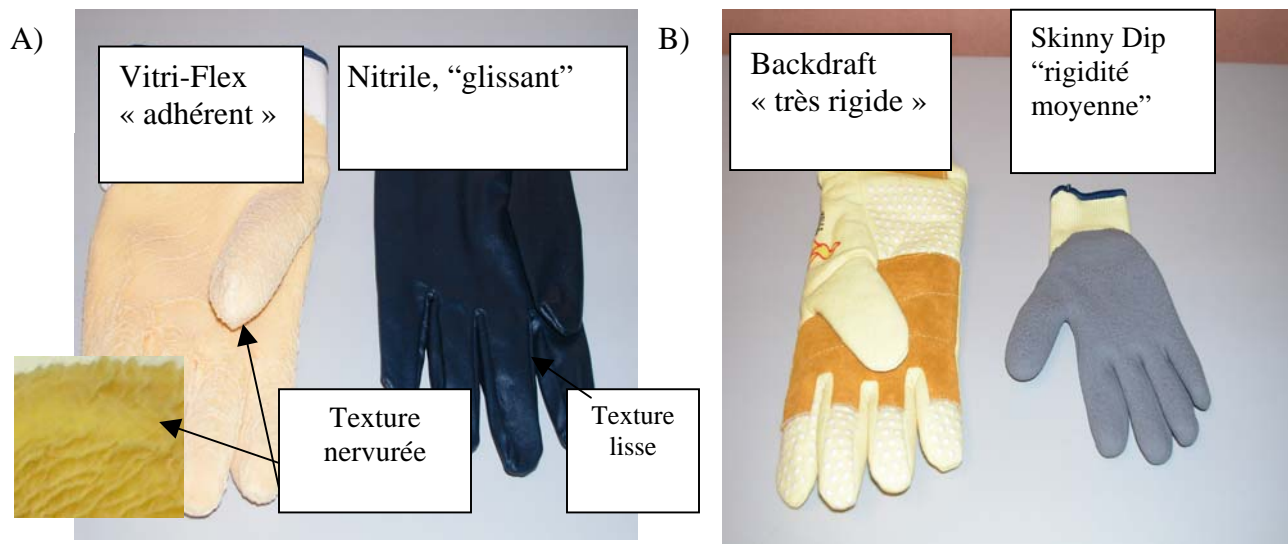 A)
Vitri-Flex
« adhérent »
Nitrile, “glissant”
Texture
nervurée
Texture
lisse
B)
Backdraft
« très rigide »
Skinny Dip
“rigidité
moyenne”